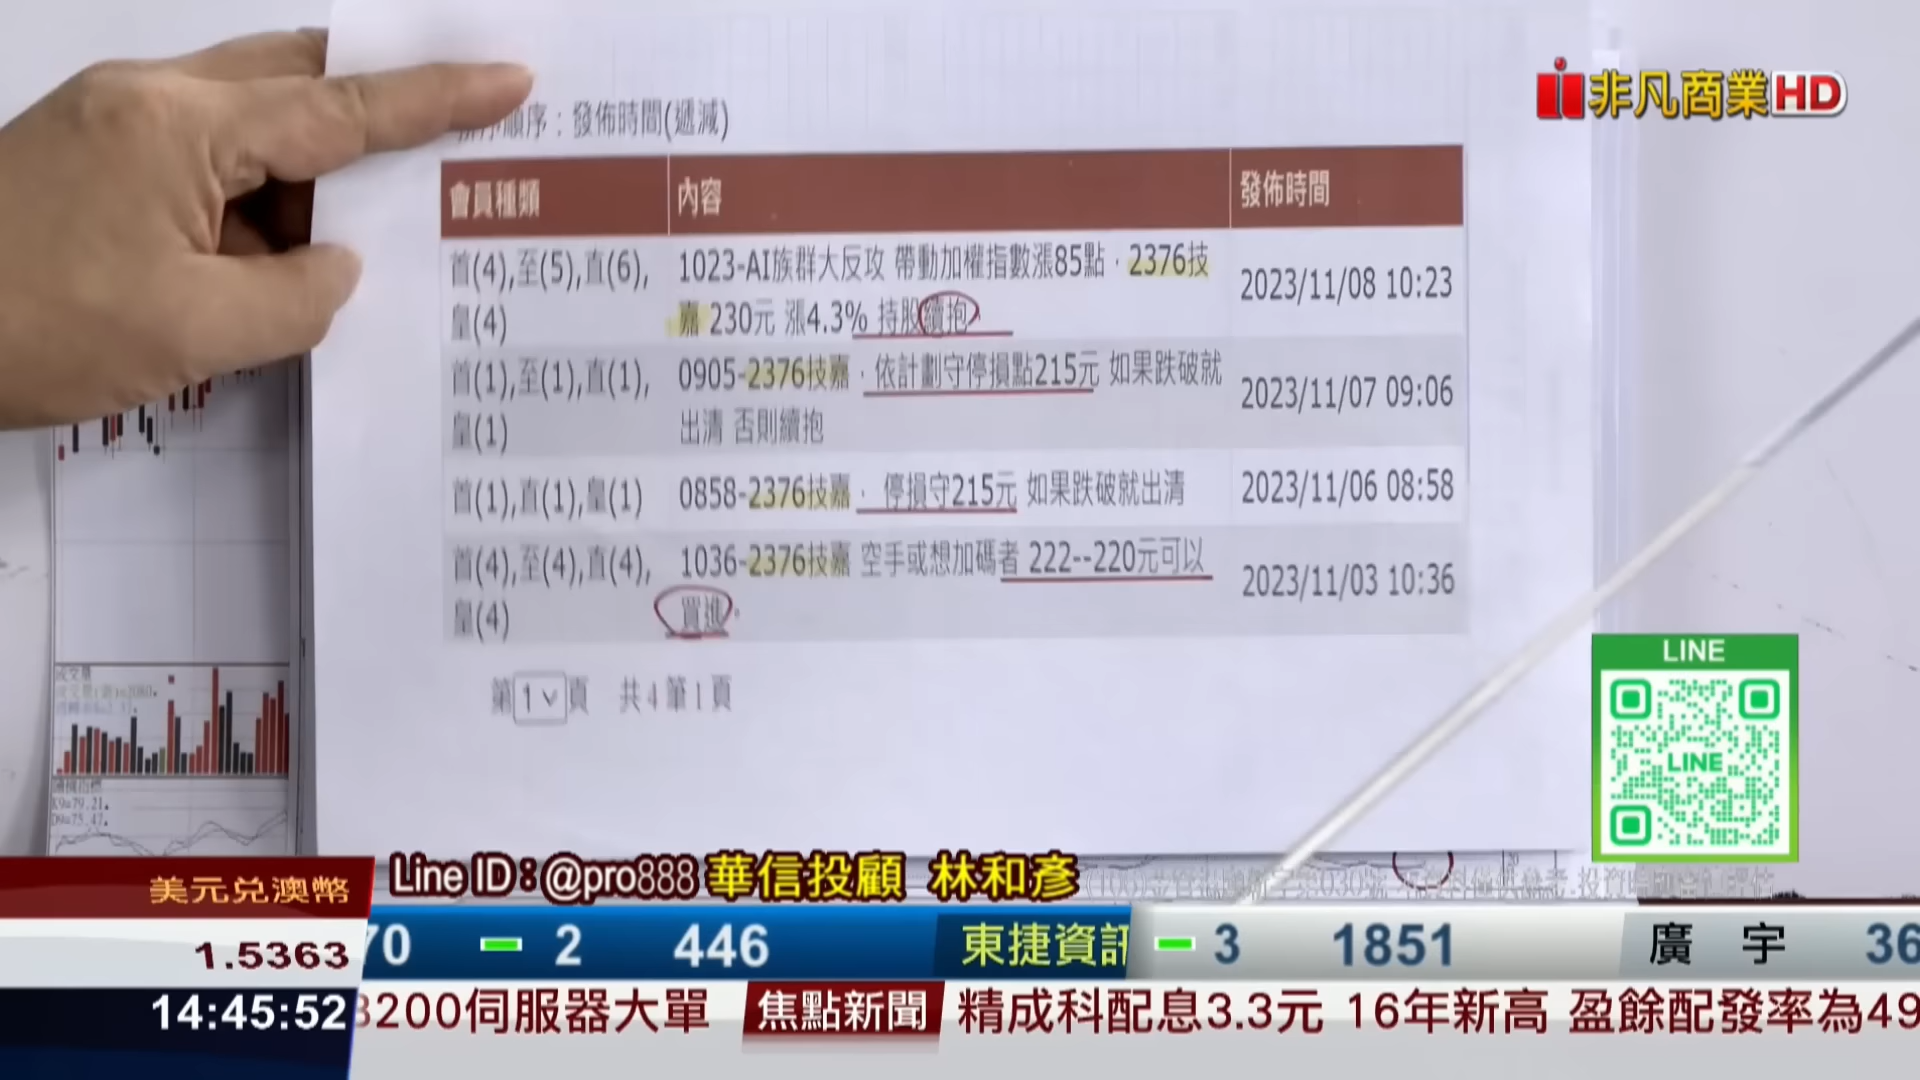 非凡商業HD
排序順序：發佈時間(遞減)
會員種類 內容 發佈時間
首(4),至(5),直(6), 1023-AI族群大反攻 帶動加權指數漲85點，2376技
皇(4) 嘉 230元 漲4.3% 持股續抱，
2023/11/08 10:23
首(1),至(1),直(1), 0905-2376技嘉，依計劃守停損點215元 如果跌破就
皇(1) 出清 否則續抱
2023/11/07 09:06
首(1),直(1),皇(1) 0858-2376技嘉，停損守215元 如果跌破就出清 2023/11/06 08:58
首(4),至(4),直(4), 1036-2376技嘉 空手或想加碼者 222--220元可以
皇(4) 買進。
2023/11/03 10:36
第 1 頁 共4筆1頁
成交量
K9=79.21
D9=75.47
LINE
LINE
Line ID：@pro888 華信投顧 林和彥
美元兌澳幣
1.5363
14:45:52
70 2 446 東捷資訊 3 1851 廣宇 36
3200伺服器大單 焦點新聞 精成科配息3.3元 16年新高 盈餘配發率為49